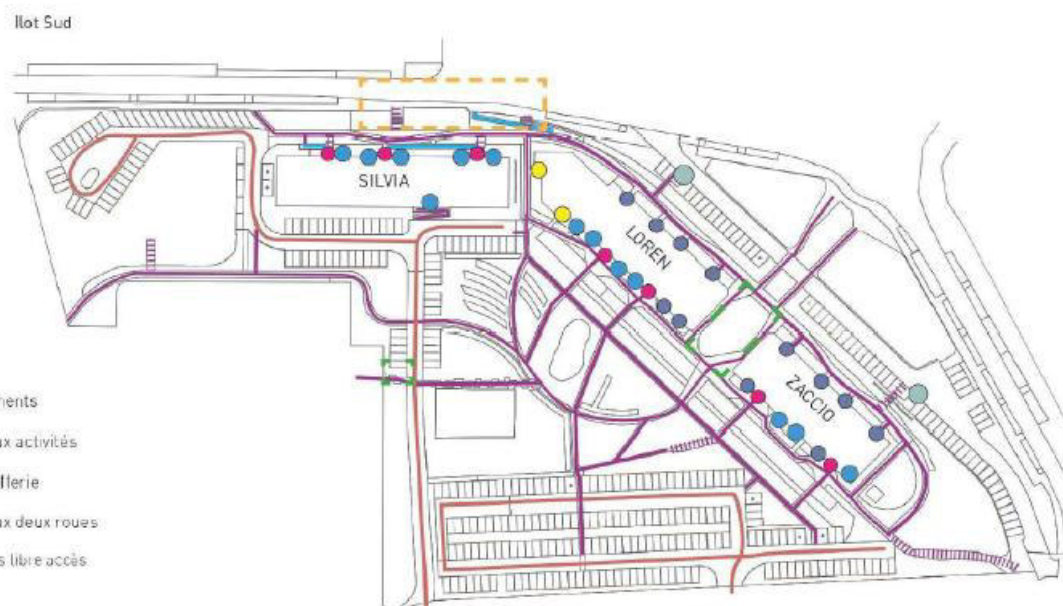 Ilot Sud
SILVIA
LOREN
ZACCIO
ments
ux activités
fferie
ux deux roues
s libre accès